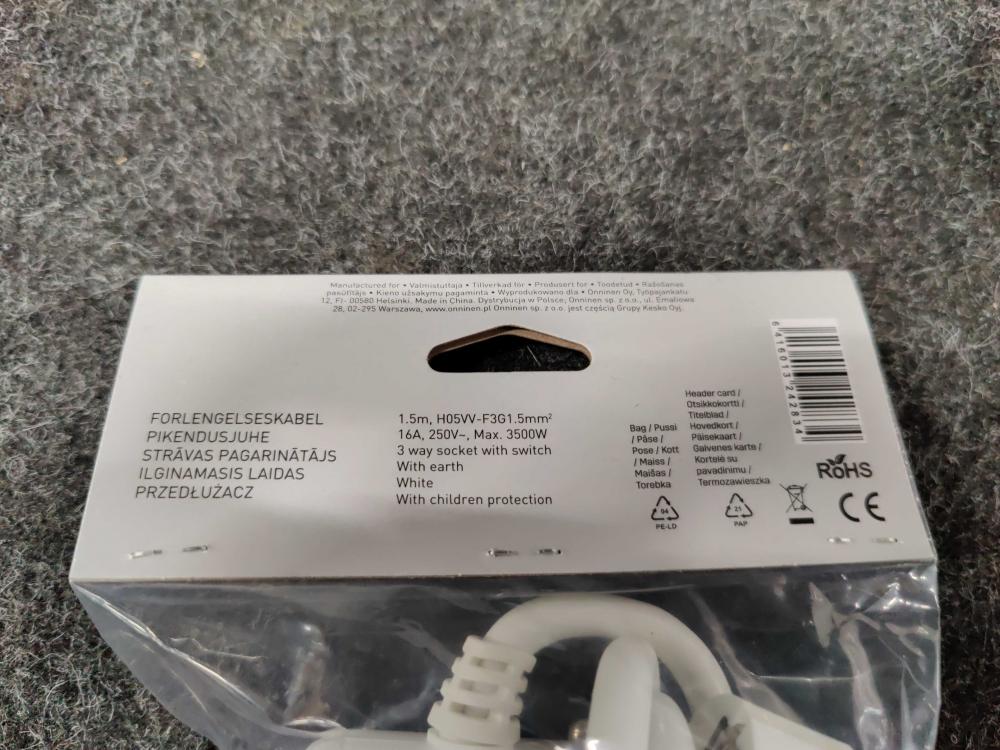 Manufactured for • Valmistuttaja • Tillverkad för • Produsert for • Toodetud • Ražošanas
pasūtītājs • Kieno užsakymu pagaminta • Wyprodukowano dla • Onninen Oy, Työpajankatu
12, FI- 00580 Helsinki. Made in China. Dystrybucja w Polsce, Onninen sp. z o.o., ul. Emaliowa
28, 02-295 Warszawa, www.onninen.pl Onninen sp. z o.o. jest częścią Grupy Kesko Oyj.
FORLENGELSESKABEL
PIKENDUSJUHE
STRĀVAS PAGARINĀTĀJS
ILGINAMASIS LAIDAS
PRZEDŁUŻACZ
1.5m, H05VV-F3G1.5mm²
16A, 250V~, Max. 3500W
3 way socket with switch
With earth
White
With children protection
Bag / Pussi
/ Påse /
Pose / Kott
/ Maiss /
Maišas /
Torebka
04
PE-LD
Header card /
Otsikkokortti /
Titelblad /
Hovedkort /
Päisekaart /
Galvenes karte /
Kortelė su
pavadinimu /
Termozawieszka
21
PAP
6 416013 242834
RoHS
CE